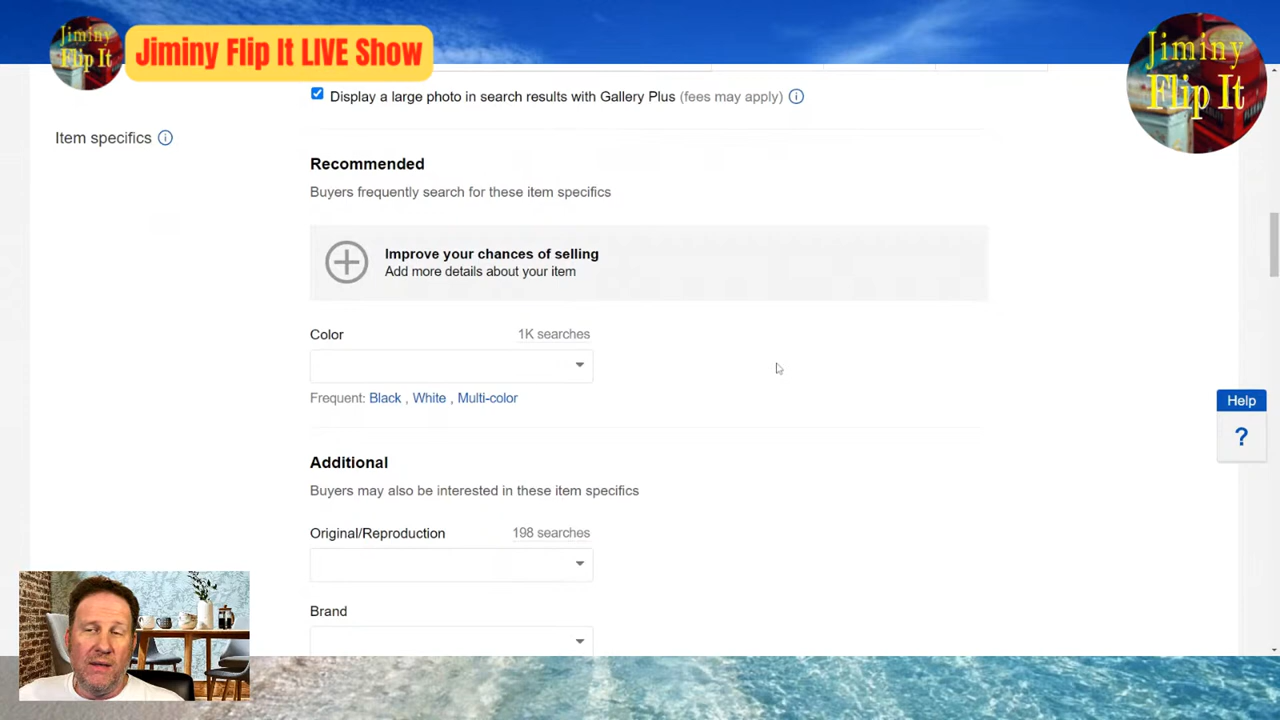 Jiminy
Flip It
Jiminy Flip It LIVE Show
Jiminy
Flip It
Display a large photo in search results with Gallery Plus (fees may apply) i
Item specifics i
Recommended
Buyers frequently search for these item specifics
Improve your chances of selling
Add more details about your item
Color 1K searches
Frequent: Black , White , Multi-color
Help
?
Additional
Buyers may also be interested in these item specifics
Original/Reproduction 198 searches
Brand